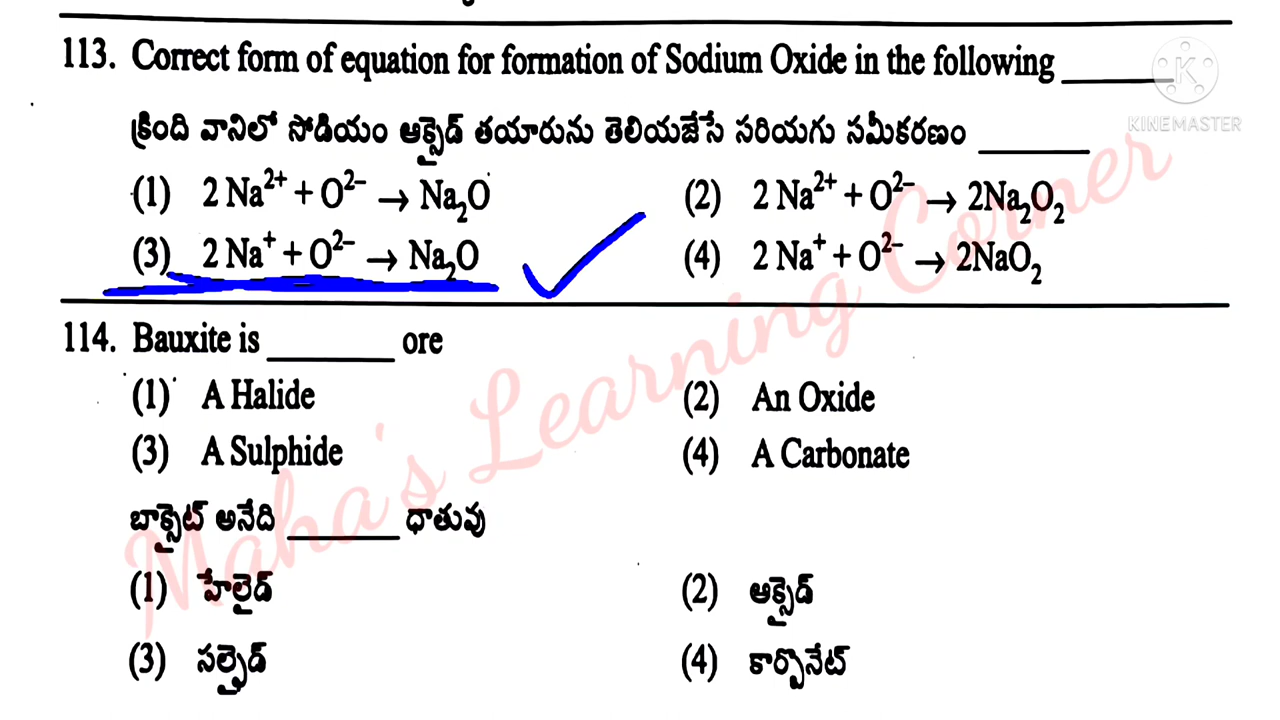 113. Correct form of equation for formation of Sodium Oxide in the following ______
KINEMASTER
క్రింది వానిలో సోడియం ఆక్సైడ్ తయారును తెలియజేసే సరియగు సమీకరణం ______
(1) 2 Na²⁺ + O²⁻ → Na₂O (2) 2 Na²⁺ + O²⁻ → 2Na₂O₂
(3) 2 Na⁺ + O²⁻ → Na₂O (4) 2 Na⁺ + O²⁻ → 2NaO₂
114. Bauxite is ______ ore
(1) A Halide (2) An Oxide
(3) A Sulphide (4) A Carbonate
బాక్సైట్ అనేది ______ ధాతువు
(1) హేలైడ్ (2) ఆక్సైడ్
(3) సల్ఫైడ్ (4) కార్బొనేట్
Maha's Learning Corner